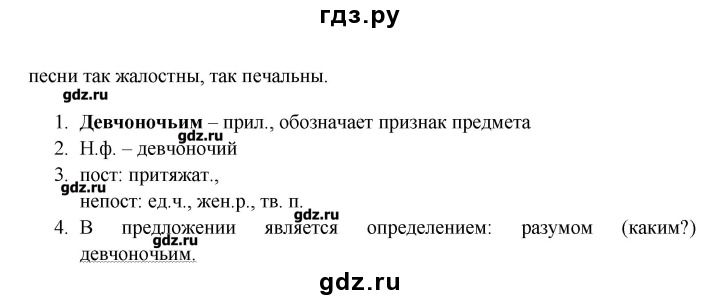 гдз.ру
песни так жалостны, так печальны.
gdz.ru
1. Девчоночьим – прил., обозначает признак предмета
gdz.ru
2. Н.ф. – девчоночий
3. пост: притяжат.,
gdz.ru
непост: ед.ч., жен.р., тв. п.
gdz.ru
4. В предложении является определением: разумом (каким?)
gdz.ru
девчоночьим.
gdz.ru